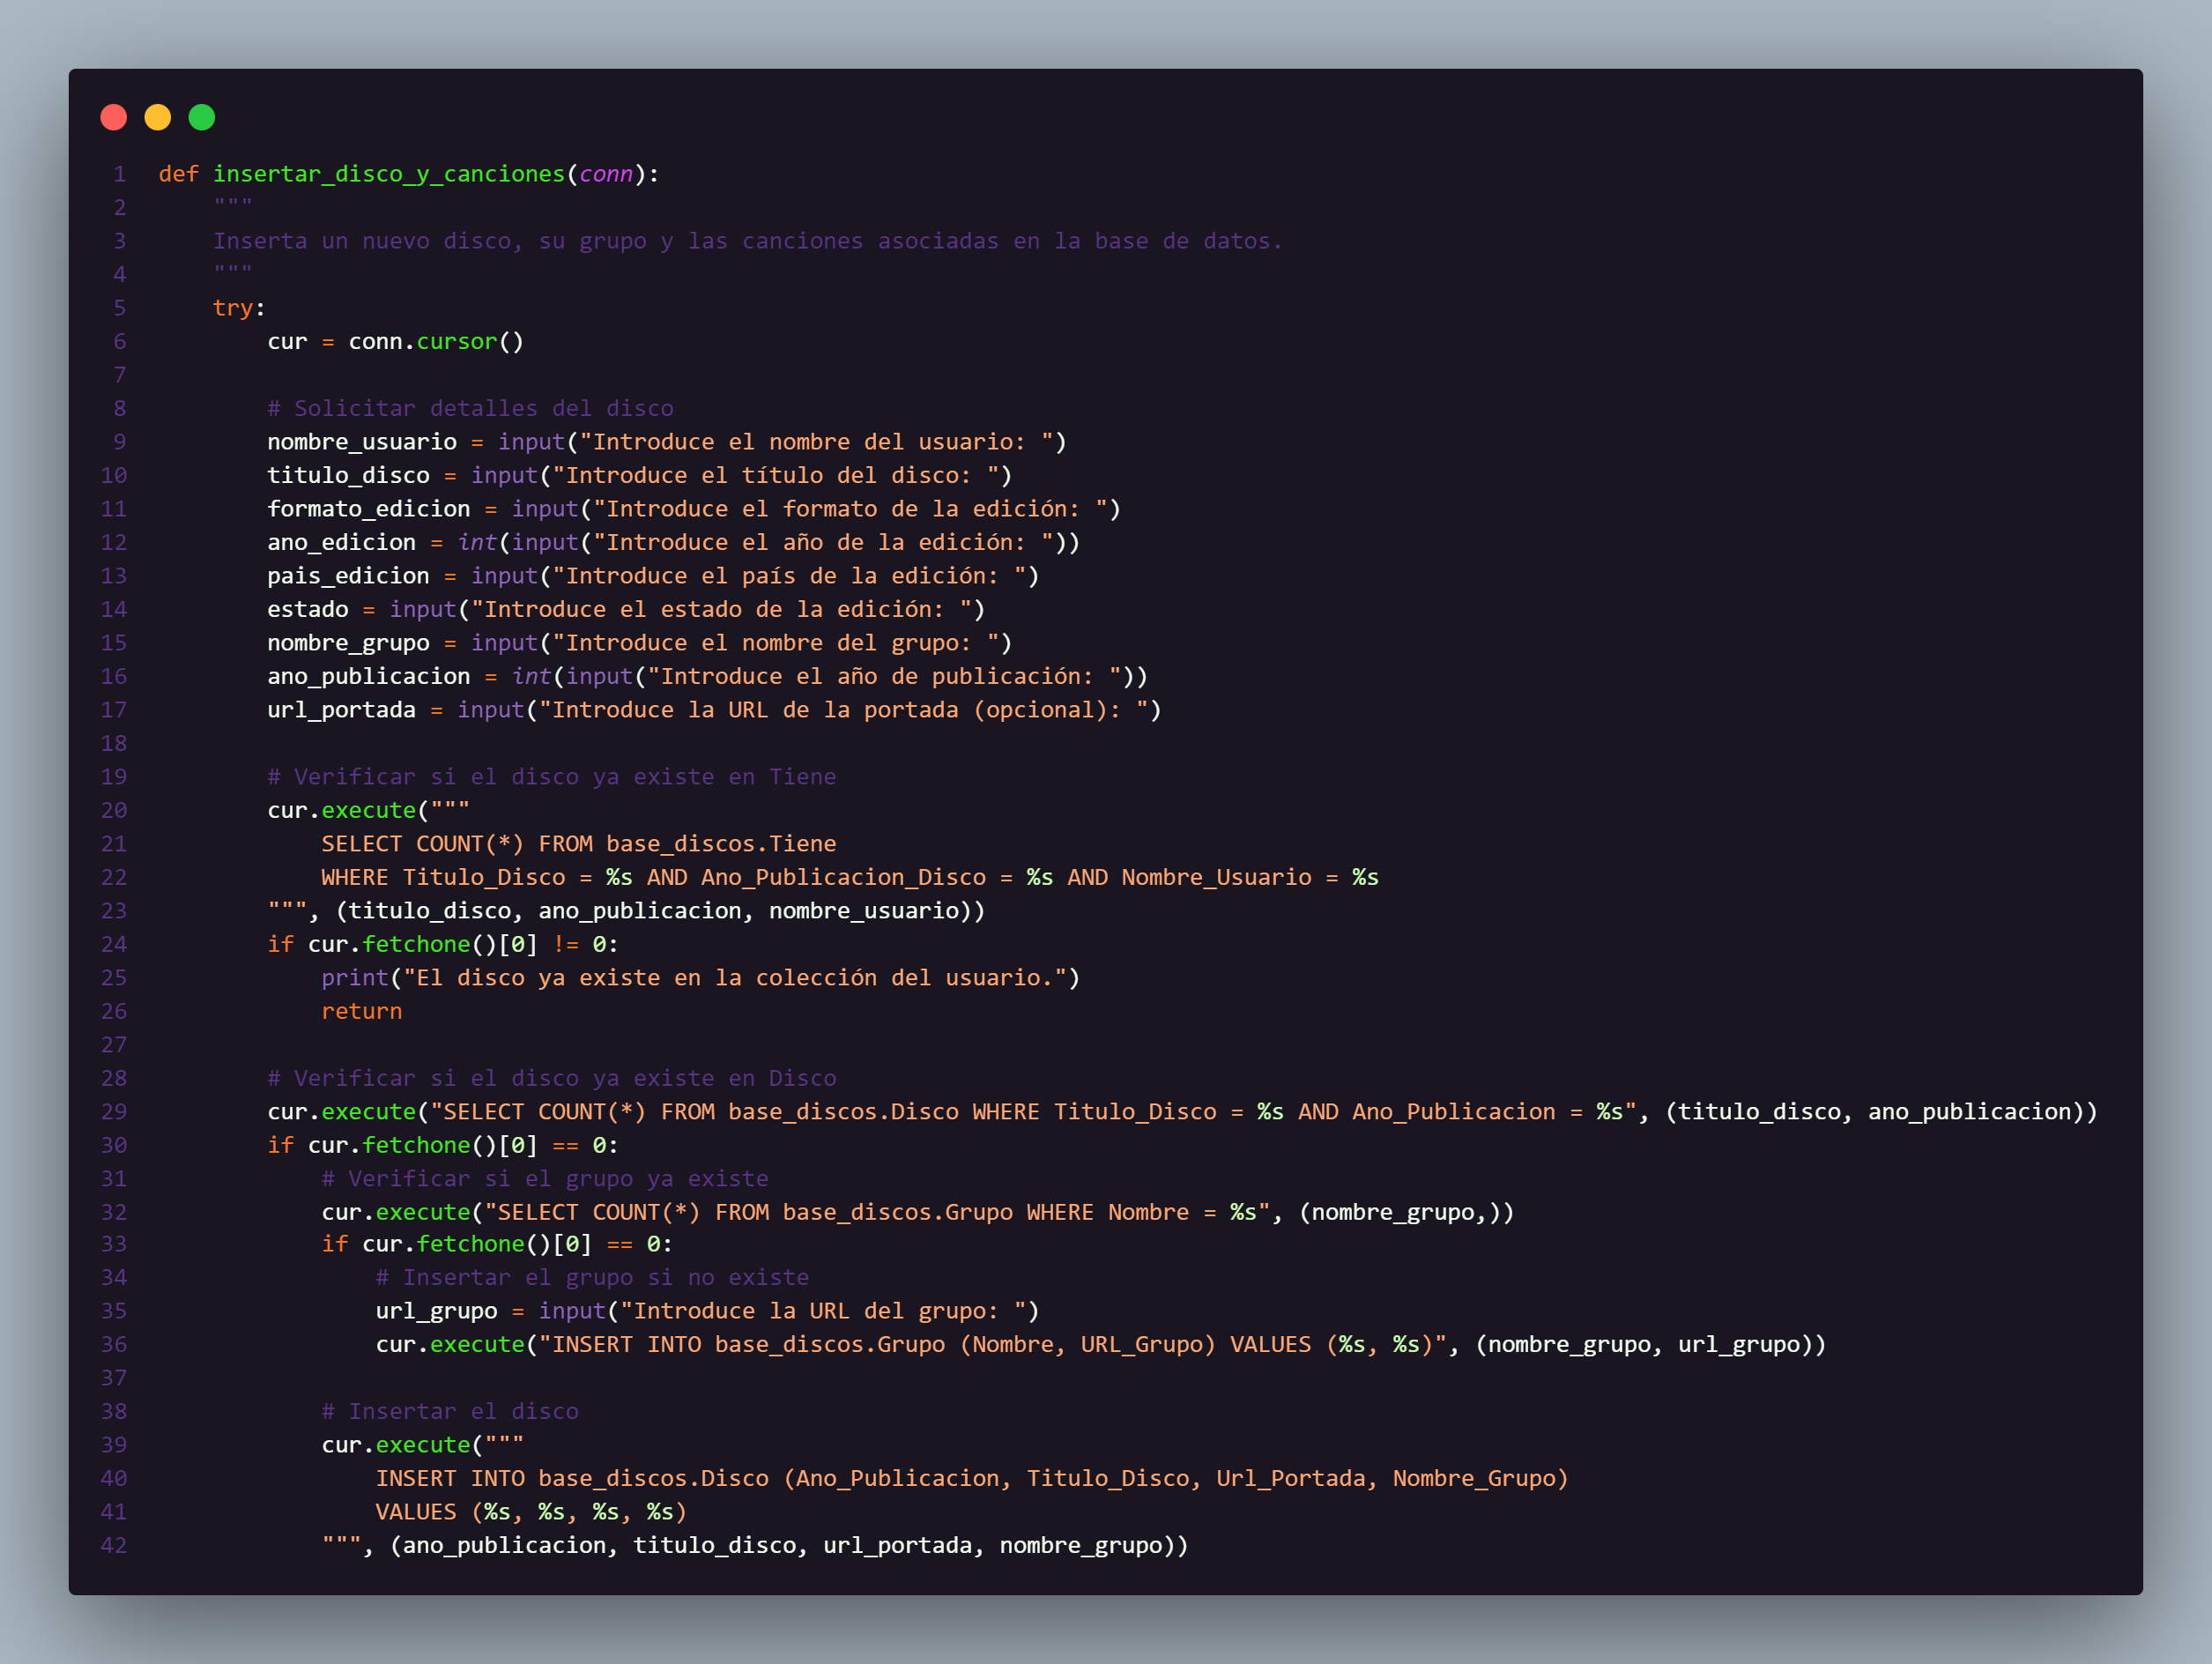 1 def insertar_disco_y_canciones(conn):
2     """
3     Inserta un nuevo disco, su grupo y las canciones asociadas en la base de datos.
4     """
5     try:
6         cur = conn.cursor()
7
8         # Solicitar detalles del disco
9         nombre_usuario = input("Introduce el nombre del usuario: ")
10         titulo_disco = input("Introduce el título del disco: ")
11         formato_edicion = input("Introduce el formato de la edición: ")
12         ano_edicion = int(input("Introduce el año de la edición: "))
13         pais_edicion = input("Introduce el país de la edición: ")
14         estado = input("Introduce el estado de la edición: ")
15         nombre_grupo = input("Introduce el nombre del grupo: ")
16         ano_publicacion = int(input("Introduce el año de publicación: "))
17         url_portada = input("Introduce la URL de la portada (opcional): ")
18
19         # Verificar si el disco ya existe en Tiene
20         cur.execute("""
21             SELECT COUNT(*) FROM base_discos.Tiene
22             WHERE Titulo_Disco = %s AND Ano_Publicacion_Disco = %s AND Nombre_Usuario = %s
23         """, (titulo_disco, ano_publicacion, nombre_usuario))
24         if cur.fetchone()[0] != 0:
25             print("El disco ya existe en la colección del usuario.")
26             return
27
28         # Verificar si el disco ya existe en Disco
29         cur.execute("SELECT COUNT(*) FROM base_discos.Disco WHERE Titulo_Disco = %s AND Ano_Publicacion = %s", (titulo_disco, ano_publicacion))
30         if cur.fetchone()[0] == 0:
31             # Verificar si el grupo ya existe
32             cur.execute("SELECT COUNT(*) FROM base_discos.Grupo WHERE Nombre = %s", (nombre_grupo,))
33             if cur.fetchone()[0] == 0:
34                 # Insertar el grupo si no existe
35                 url_grupo = input("Introduce la URL del grupo: ")
36                 cur.execute("INSERT INTO base_discos.Grupo (Nombre, URL_Grupo) VALUES (%s, %s)", (nombre_grupo, url_grupo))
37
38             # Insertar el disco
39             cur.execute("""
40                 INSERT INTO base_discos.Disco (Ano_Publicacion, Titulo_Disco, Url_Portada, Nombre_Grupo)
41                 VALUES (%s, %s, %s, %s)
42             """, (ano_publicacion, titulo_disco, url_portada, nombre_grupo))